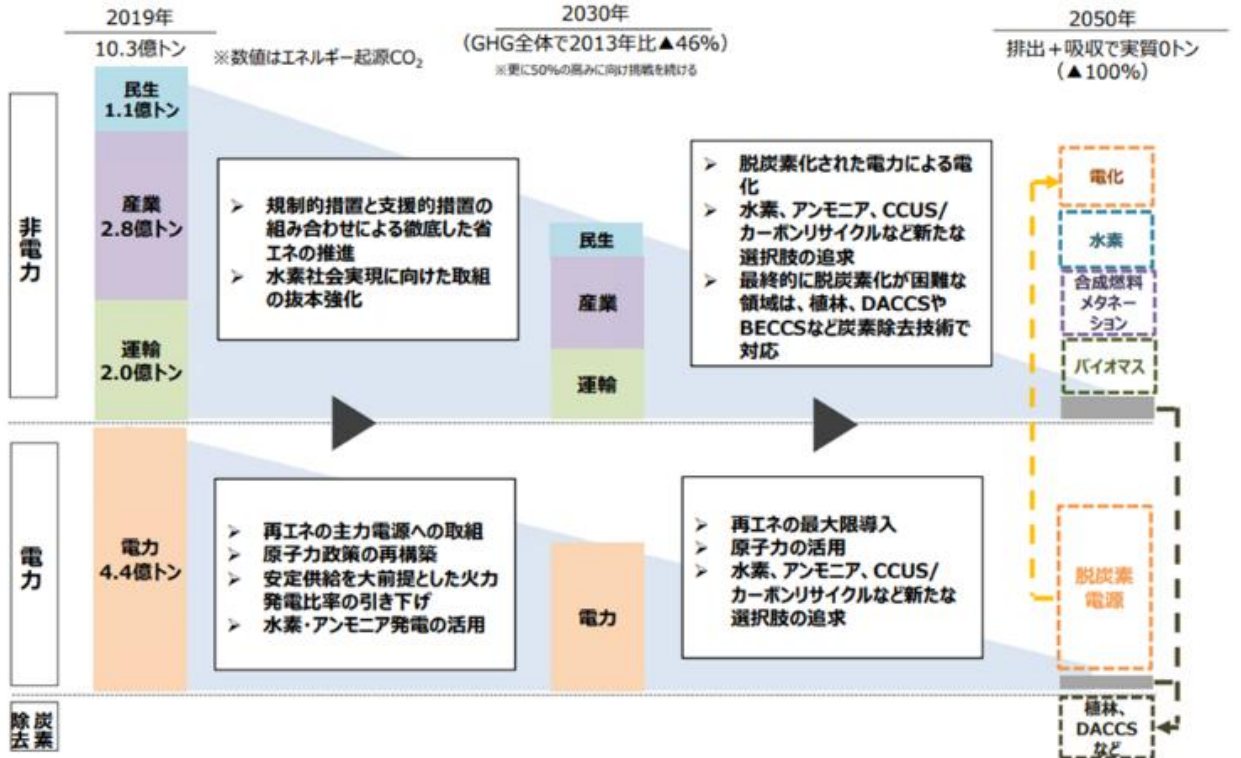 2019年
10.3億トン
※数値はエネルギー起源CO₂
2030年
(GHG全体で2013年比▲46%)
※更に50%の高みに向け挑戦を続ける
2050年
排出＋吸収で実質0トン
(▲100%)
非電力
民生
1.1億トン
産業
2.8億トン
運輸
2.0億トン
➢ 規制的措置と支援的措置の
組み合わせによる徹底した省
エネの推進
➢ 水素社会実現に向けた取組
の抜本強化
民生
産業
運輸
➢ 脱炭素化された電力による電
化
➢ 水素、アンモニア、CCUS/
カーボンリサイクルなど新たな
選択肢の追求
➢ 最終的に脱炭素化が困難な
領域は、植林、DACCSや
BECCSなど炭素除去技術で
対応
電化
水素
合成燃料
メタネー
ション
バイオマス
電力
電力
4.4億トン
➢ 再エネの主力電源への取組
➢ 原子力政策の再構築
➢ 安定供給を大前提とした火力
発電比率の引き下げ
➢ 水素・アンモニア発電の活用
電力
➢ 再エネの最大限導入
➢ 原子力の活用
➢ 水素、アンモニア、CCUS/
カーボンリサイクルなど新たな
選択肢の追求
脱炭素
電源
炭素
除去
植林、
DACCS
など